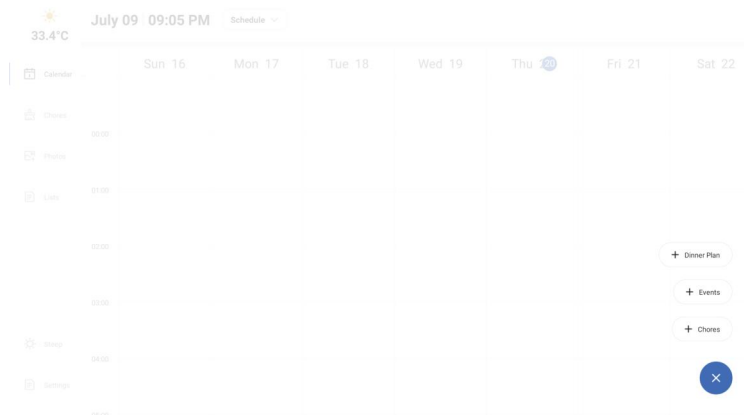 33.4°C
July 09 09:05 PM
Schedule
Sun 16 Mon 17 Tue 18 Wed 19 Thu 20 Fri 21 Sat 22
Calendar
Chores
Photos
Lists
00:00
01:00
02:00
03:00
04:00
Sleep
Settings
+ Dinner Plan
+ Events
+ Chores